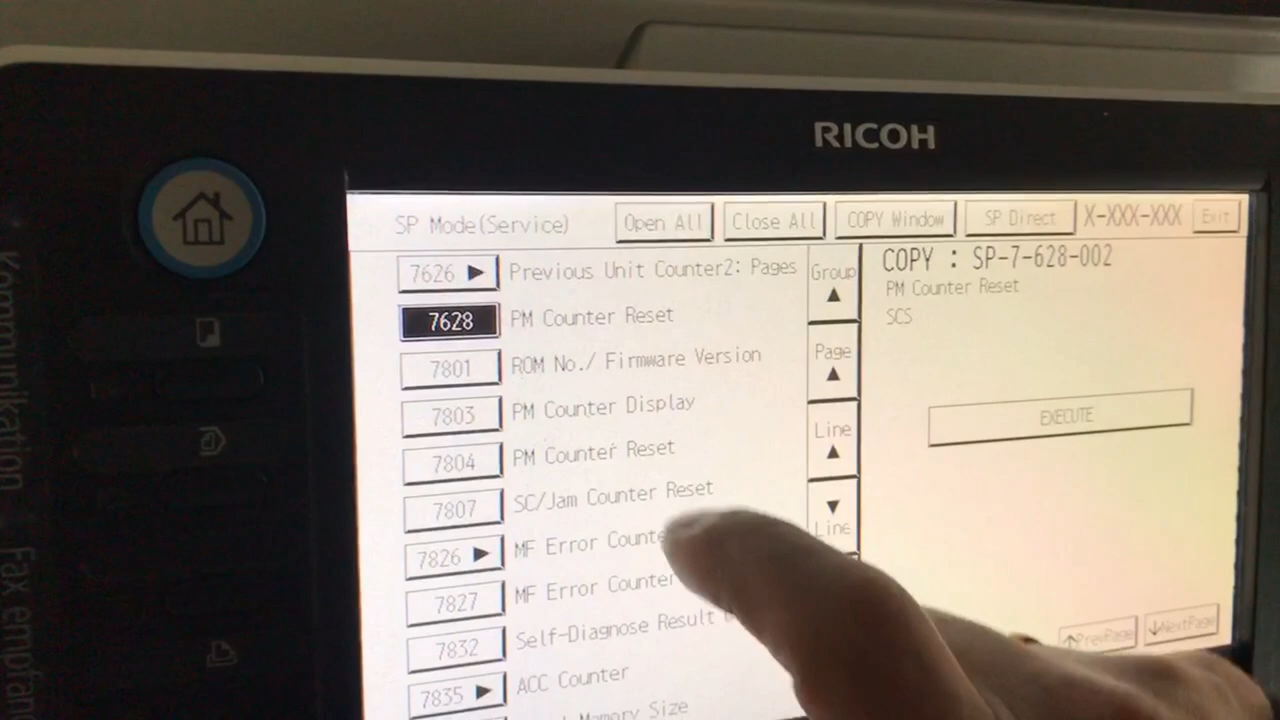 RICOH
SP Mode(Service) Open All Close All COPY Window SP Direct X-XXX-XXX Exit
7626 ▶ Previous Unit Counter2: Pages
7628 PM Counter Reset
7801 ROM No./ Firmware Version
7803 PM Counter Display
7804 PM Counter Reset
7807 SC/Jam Counter Reset
7826 ▶ MF Error Counte
7827 MF Error Counter
7832 Self-Diagnose Result
7835 ▶ ACC Counter
Memory Size
Group
▲
Page
▲
Line
▲
▼
Line
COPY : SP-7-628-002
PM Counter Reset
SCS
EXECUTE
↑PrevPage ↓NextPage
Kommunikation
Fax empfan